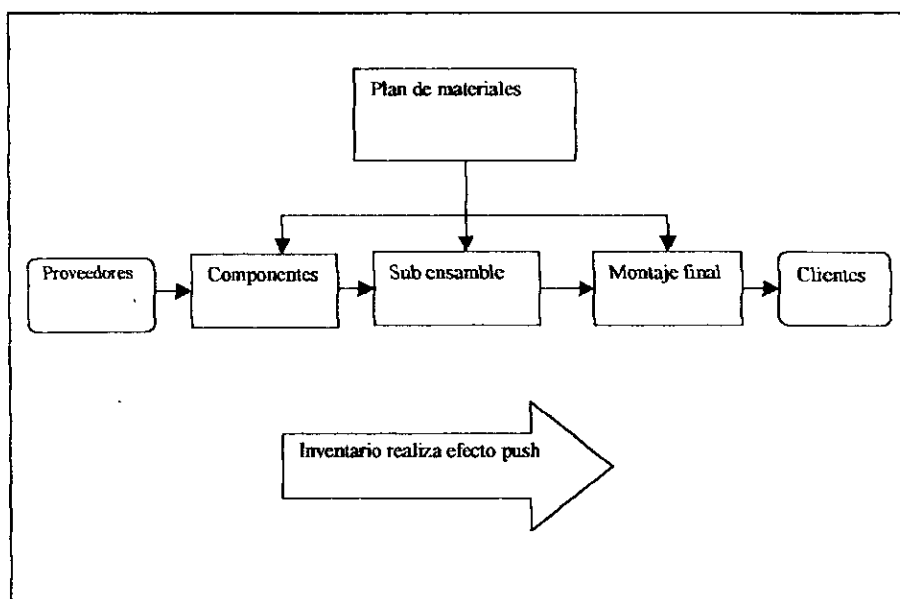 Plan de materiales
Proveedores
Componentes
Sub ensamble
Montaje final
Clientes
Inventario realiza efecto push